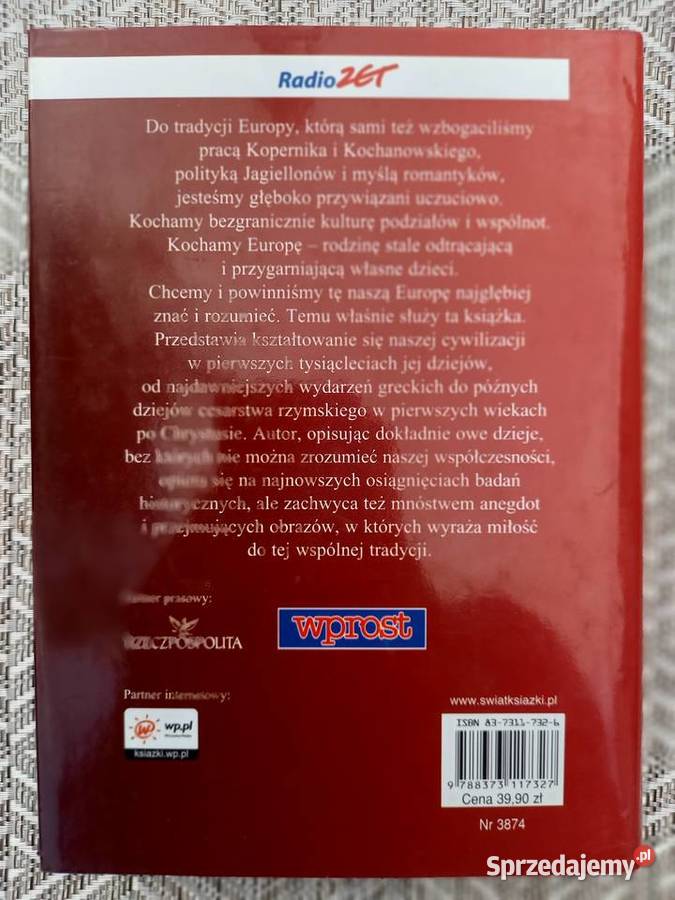 Radio ZET
Do tradycji Europy, którą sami też wzbogaciliśmy
pracą Kopernika i Kochanowskiego,
polityką Jagiellonów i myślą romantyków,
jesteśmy głęboko przywiązani uczuciowo.
Kochamy bezgranicznie kulturę podziałów i wspólnot.
Kochamy Europę – rodzinę stale odtrącającą
i przygarniającą własne dzieci.
Chcemy i powinniśmy tę naszą Europę najgłębiej
znać i rozumieć. Temu właśnie służy ta książka.
Przedstawia kształtowanie się naszej cywilizacji
w pierwszych tysiącleciach jej dziejów,
od najdawniejszych wydarzeń greckich do późnych
dziejów cesarstwa rzymskiego w pierwszych wiekach
po Chrystusie. Autor, opisując dokładnie owe dzieje,
bez których nie można zrozumieć naszej współczesności,
opiera się na najnowszych osiągnięciach badań
historycznych, ale zachwyca też mnóstwem anegdot
i przejmujących obrazów, w których wyraża miłość
do tej wspólnej tradycji.
Partner prasowy:
RZECZPOSPOLITA
wprost
Partner internetowy:
wp.pl
ksiazki.wp.pl
www.swiatksiazki.pl
ISBN 83-7311-732-6
9 788373 117327
Cena 39,90 zł
Nr 3874
Sprzedajemy.pl